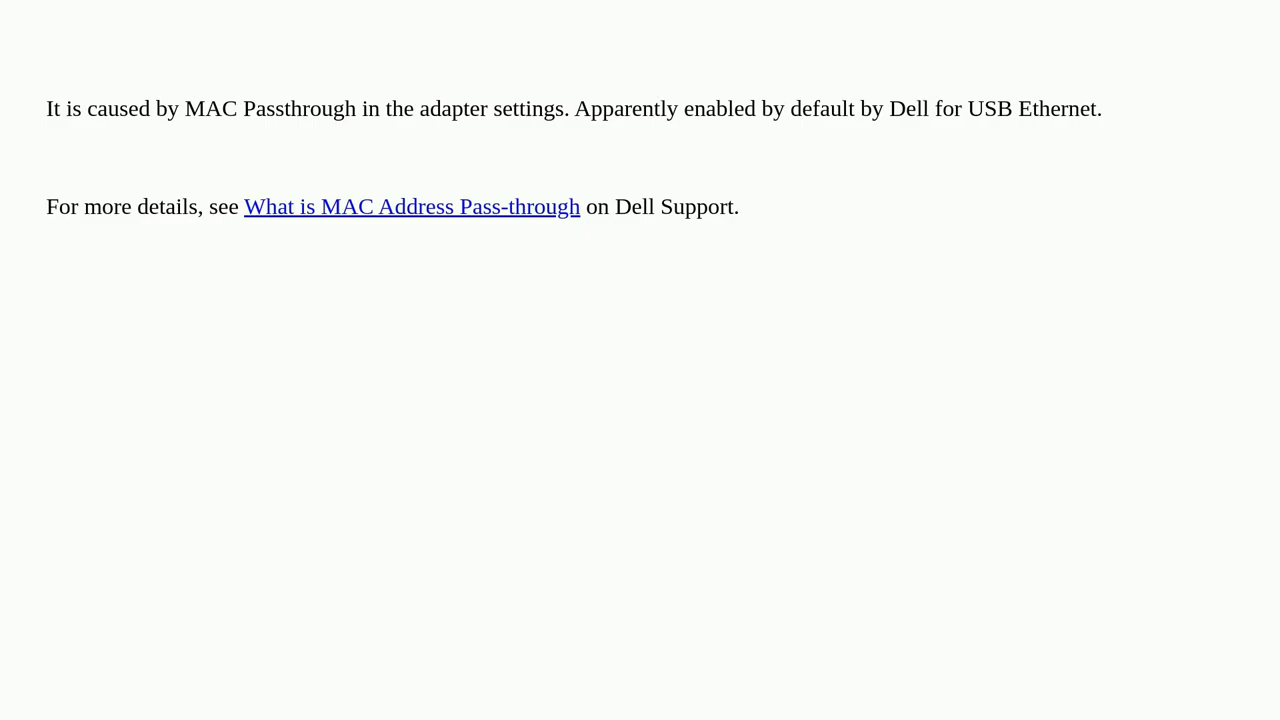 It is caused by MAC Passthrough in the adapter settings. Apparently enabled by default by Dell for USB Ethernet.
For more details, see What is MAC Address Pass-through on Dell Support.